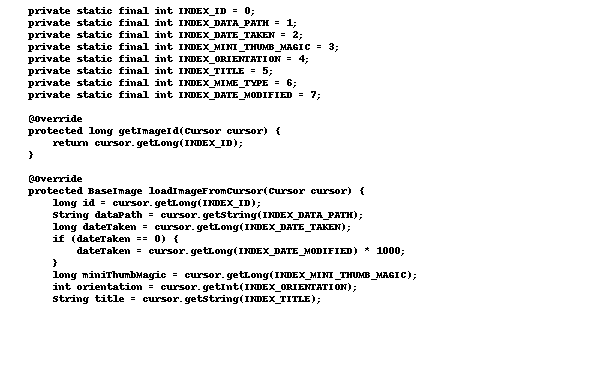 private static final int INDEX_ID = 0;
private static final int INDEX_DATA_PATH = 1;
private static final int INDEX_DATE_TAKEN = 2;
private static final int INDEX_MINI_THUMB_MAGIC = 3;
private static final int INDEX_ORIENTATION = 4;
private static final int INDEX_TITLE = 5;
private static final int INDEX_MIME_TYPE = 6;
private static final int INDEX_DATE_MODIFIED = 7;

@Override
protected long getImageId(Cursor cursor) {
    return cursor.getLong(INDEX_ID);
}

@Override
protected BaseImage loadImageFromCursor(Cursor cursor) {
    long id = cursor.getLong(INDEX_ID);
    String dataPath = cursor.getString(INDEX_DATA_PATH);
    long dateTaken = cursor.getLong(INDEX_DATE_TAKEN);
    if (dateTaken == 0) {
        dateTaken = cursor.getLong(INDEX_DATE_MODIFIED) * 1000;
    }
    long miniThumbMagic = cursor.getLong(INDEX_MINI_THUMB_MAGIC);
    int orientation = cursor.getInt(INDEX_ORIENTATION);
    String title = cursor.getString(INDEX_TITLE);